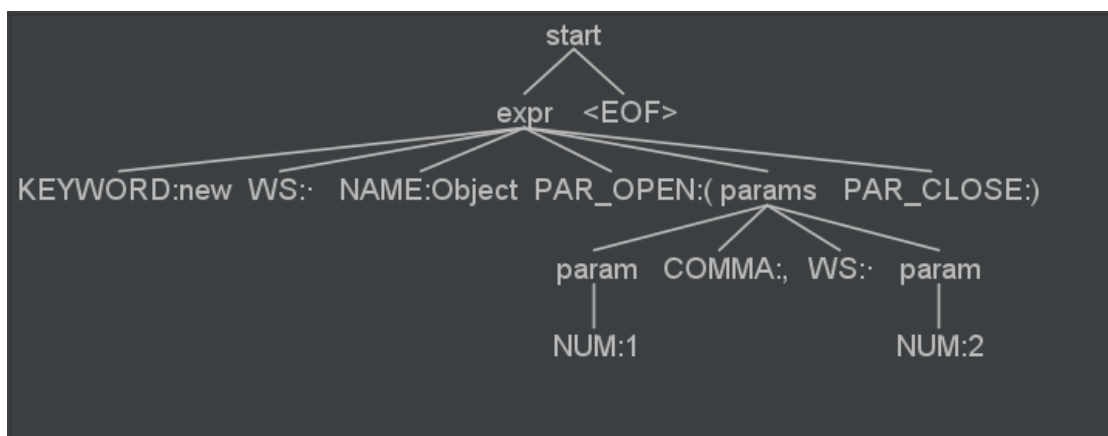 start
expr <EOF>
KEYWORD:new WS:· NAME:Object PAR_OPEN:( params PAR_CLOSE:)
param COMMA:, WS:· param
NUM:1 NUM:2